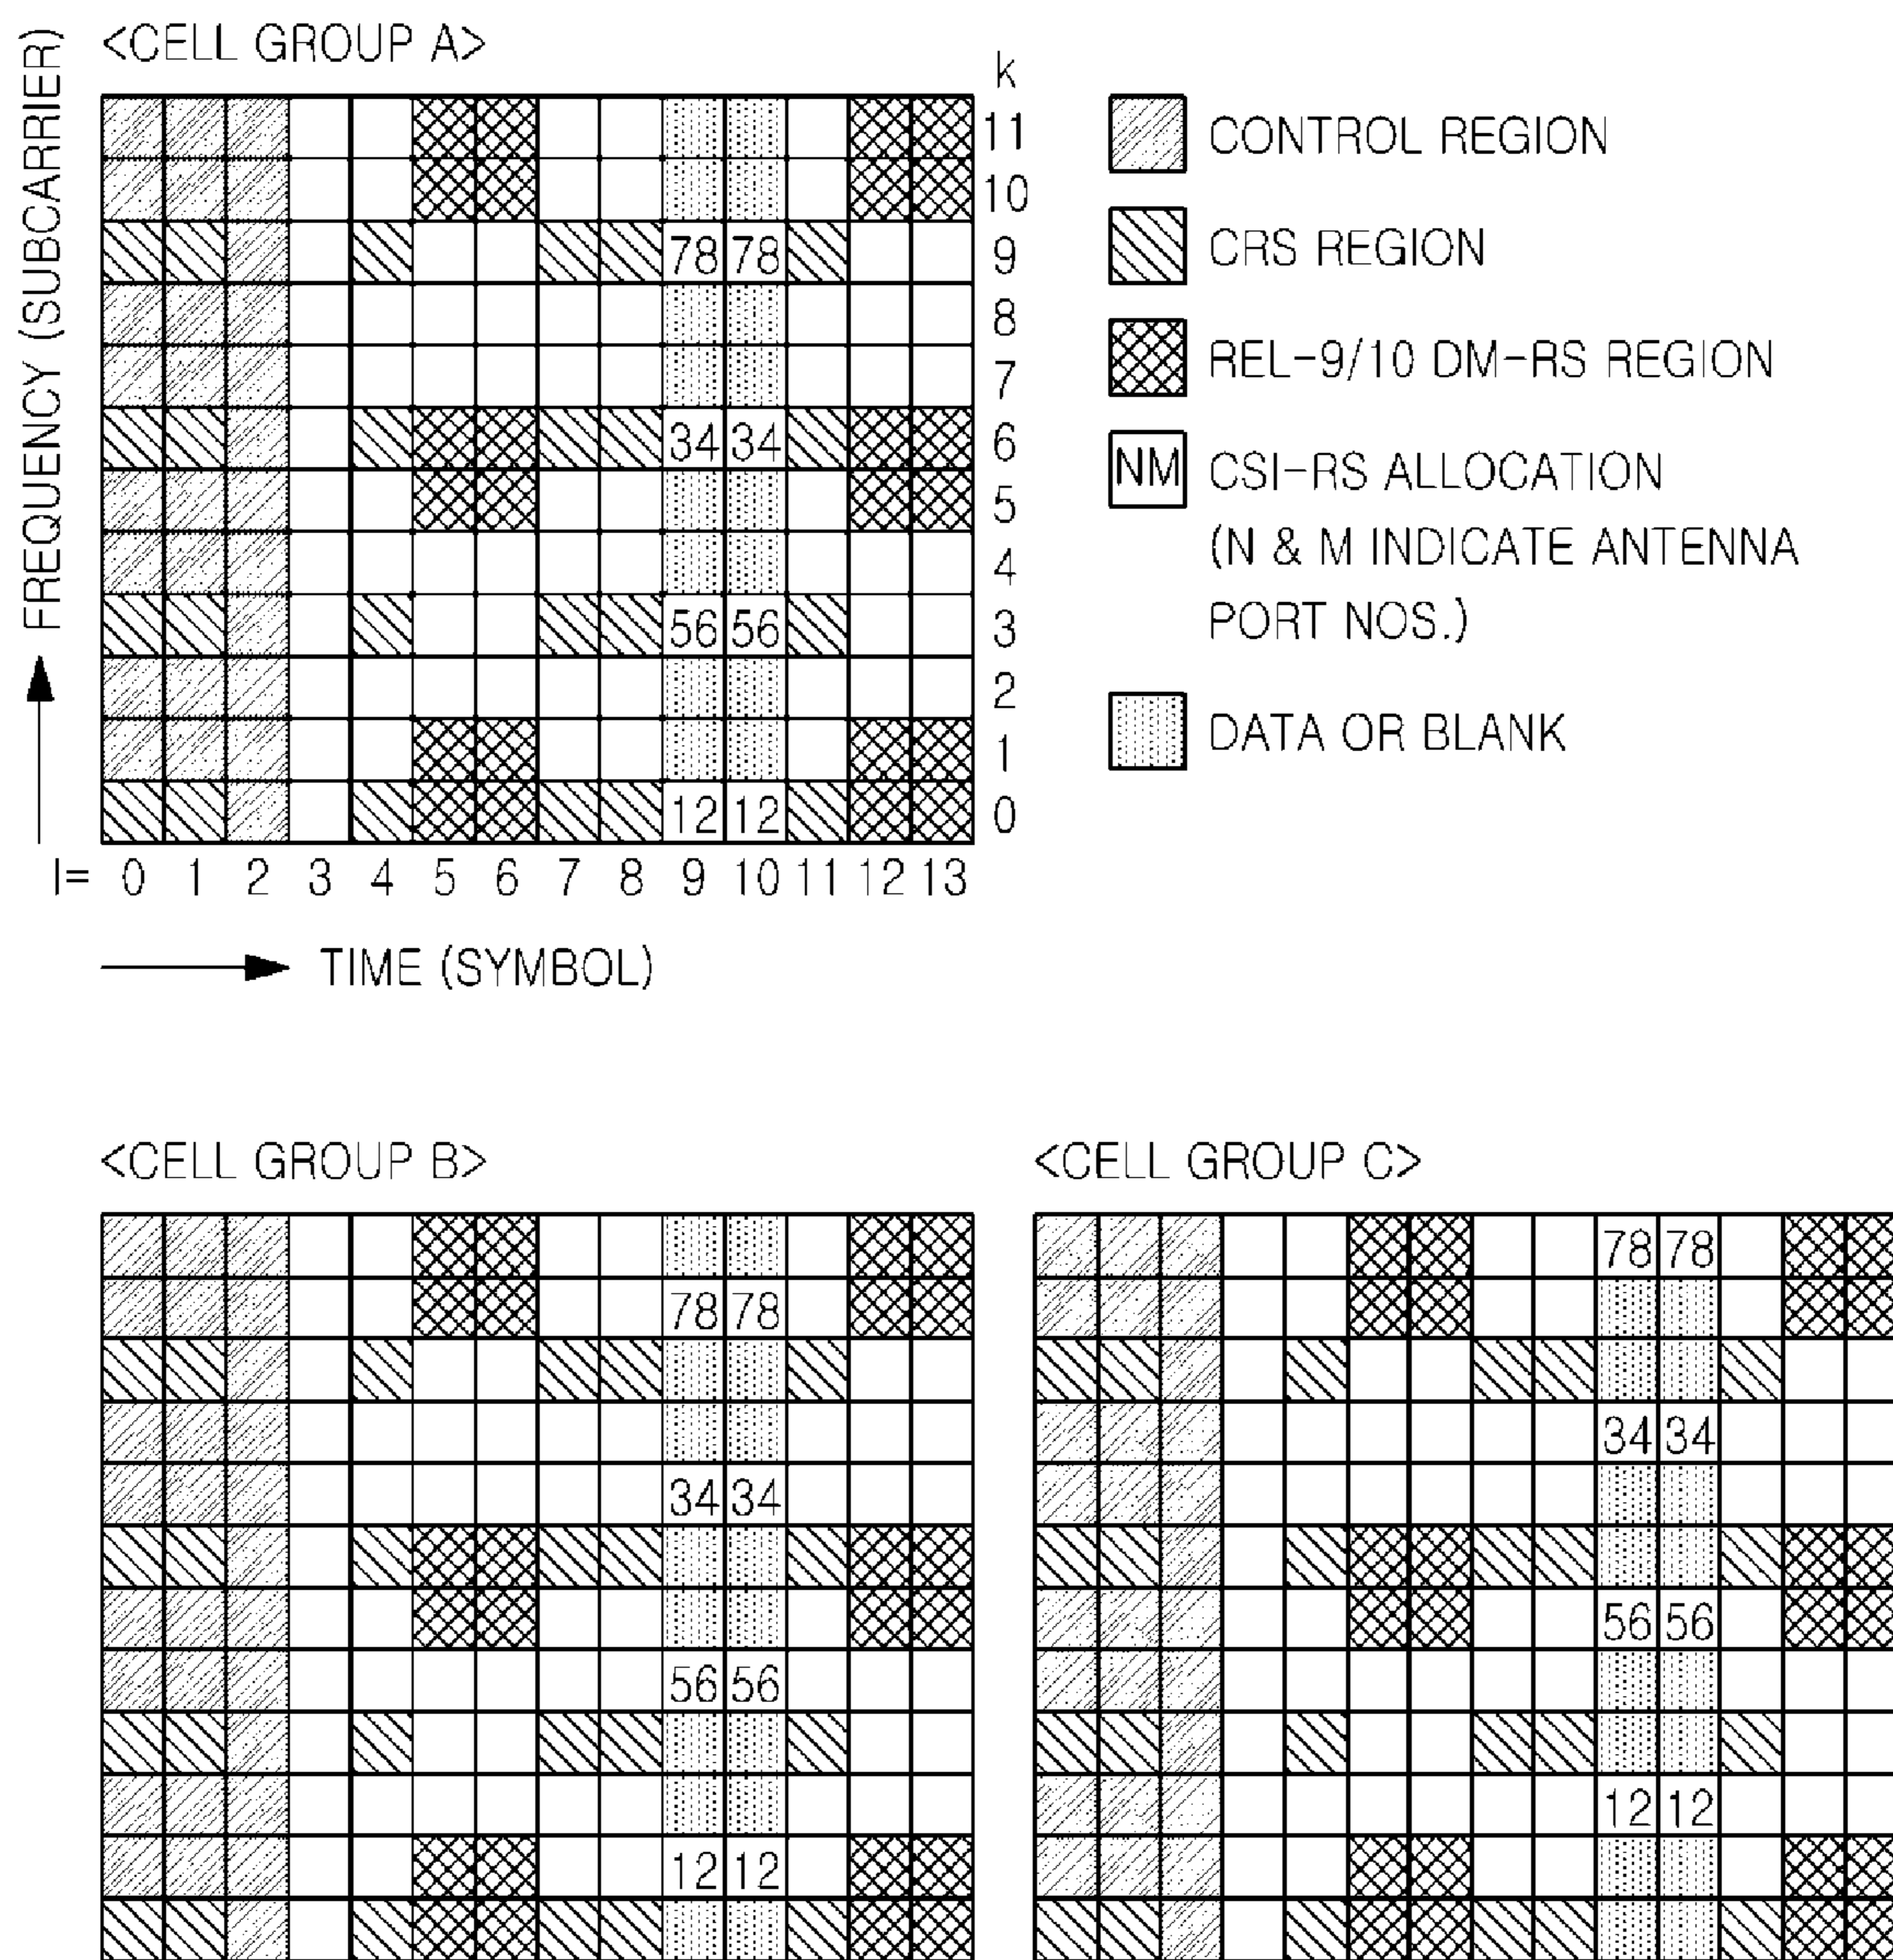 <CELL GROUP A>
FREQUENCY (SUBCARRIER)
k
11
10
78 78 9
8
7
34 34 6
5
4
56 56 3
2
1
12 12 0
l= 0 1 2 3 4 5 6 7 8 9 10 11 12 13
TIME (SYMBOL)
CONTROL REGION
CRS REGION
REL-9/10 DM-RS REGION
NM CSI-RS ALLOCATION
(N & M INDICATE ANTENNA
PORT NOS.)
DATA OR BLANK
<CELL GROUP B>
78 78
34 34
56 56
12 12
<CELL GROUP C>
78 78
34 34
56 56
12 12